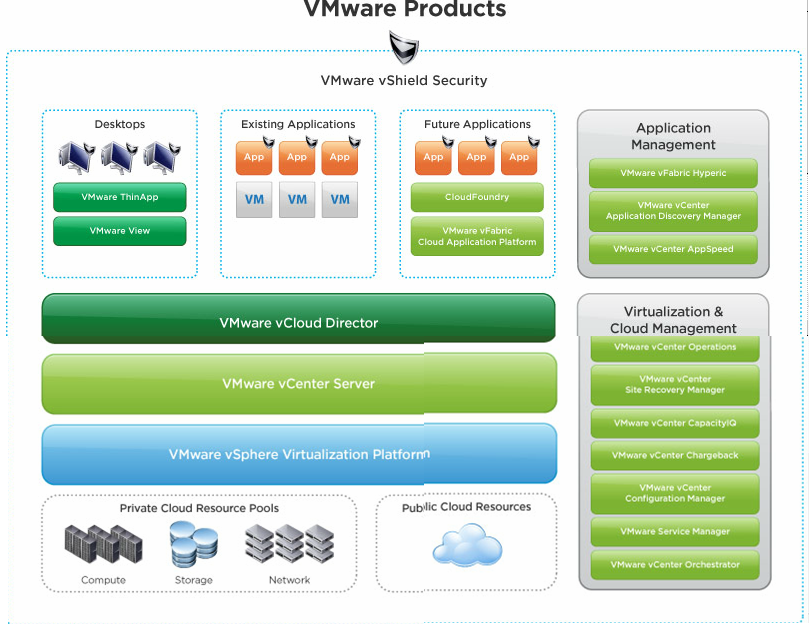 VMware Products
VMware vShield Security
Desktops
VMware ThinApp
VMware View
Existing Applications
App App App
VM VM VM
Future Applications
App App App
CloudFoundry
VMware vFabric
Cloud Application Platform
Application
Management
VMware vFabric Hyperic
VMware vCenter
Application Discovery Manager
VMware vCenter AppSpeed
VMware vCloud Director
VMware vCenter Server
VMware vSphere Virtualization Platform
Private Cloud Resource Pools
Compute
Storage
Network
Public Cloud Resources
Virtualization &
Cloud Management
VMware vCenter Operations
VMware vCenter
Site Recovery Manager
VMware vCenter CapacityIQ
VMware vCenter Chargeback
VMware vCenter
Configuration Manager
VMware Service Manager
VMware vCenter Orchestrator